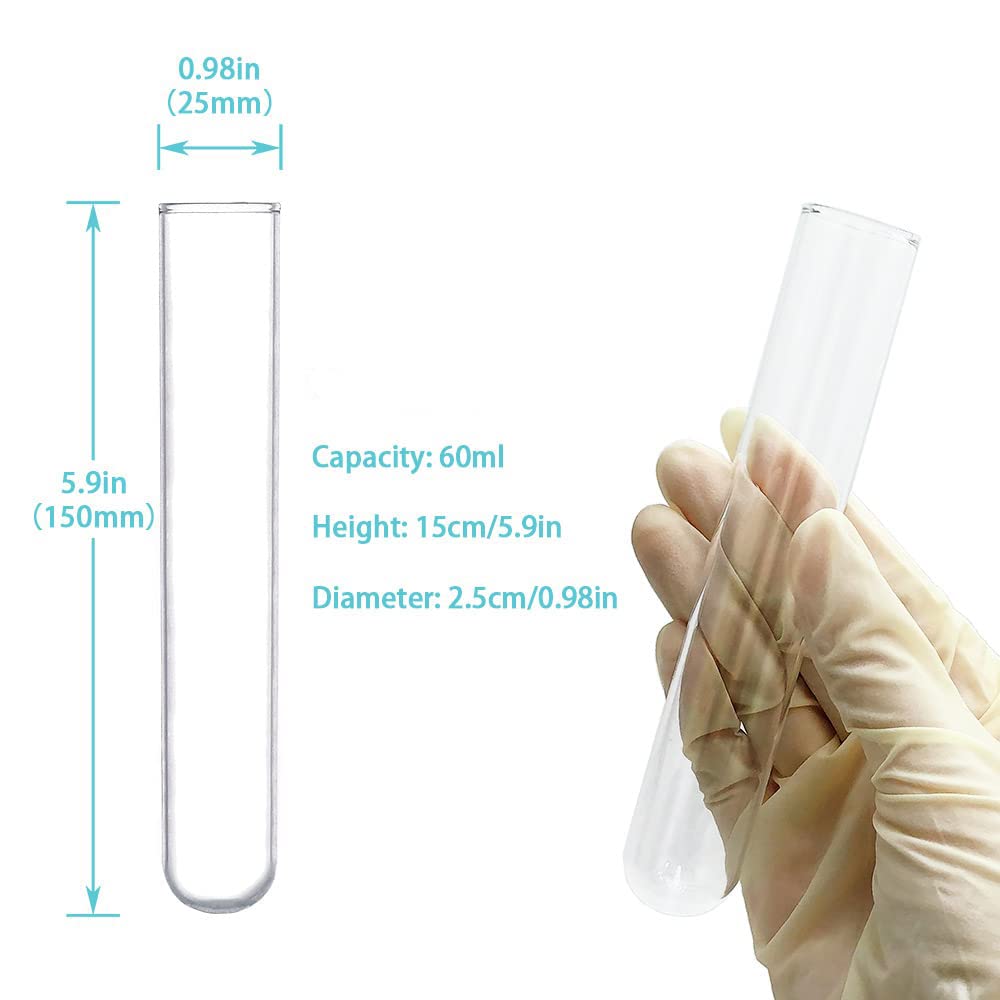 0.98in
（25mm）
5.9in
（150mm）
Capacity: 60ml
Height: 15cm/5.9in
Diameter: 2.5cm/0.98in